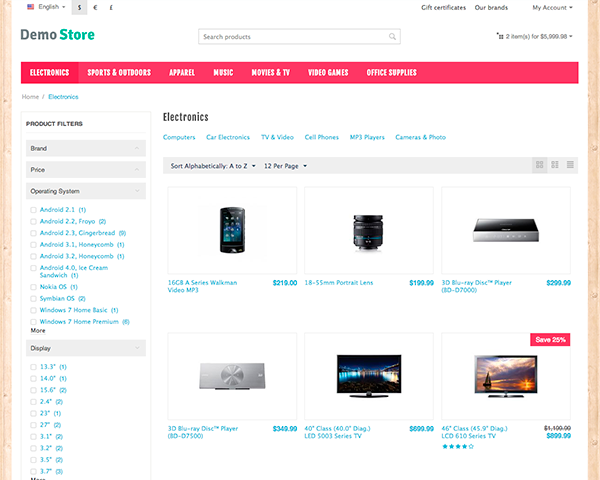 English
$
€
£
Gift certificates
Our brands
My Account
Demo Store
Search products
2 item(s) for $5,999.98
ELECTRONICS
SPORTS & OUTDOORS
APPAREL
MUSIC
MOVIES & TV
VIDEO GAMES
OFFICE SUPPLIES
Home / Electronics
PRODUCT FILTERS
Brand
Price
Operating System
Android 2.1 (1)
Android 2.2, Froyo (2)
Android 2.3, Gingerbread (9)
Android 3.1, Honeycomb (1)
Android 3.2, Honeycomb (2)
Android 4.0, Ice Cream
Sandwich (1)
Nokia OS (1)
Symbian OS (2)
Windows 7 Home Basic (1)
Windows 7 Home Premium (8)
More
Display
13.3" (1)
14.0" (1)
15.6" (2)
2.4" (2)
23" (1)
27" (2)
3.1" (2)
3.2" (2)
3.5" (2)
3.7" (3)
More
Electronics
Computers
Car Electronics
TV & Video
Cell Phones
MP3 Players
Cameras & Photo
Sort Alphabetically: A to Z
12 Per Page
16GB A Series Walkman
Video MP3
$219.00
18-55mm Portrait Lens
$199.99
3D Blu-ray Disc™ Player
(BD-D7000)
$299.99
3D Blu-ray Disc™ Player
(BD-D7500)
$349.99
40" Class (40.0" Diag.)
LED 5003 Series TV
$699.99
Save 25%
46" Class (45.9" Diag.)
LCD 610 Series TV
$1,199.00
$899.99